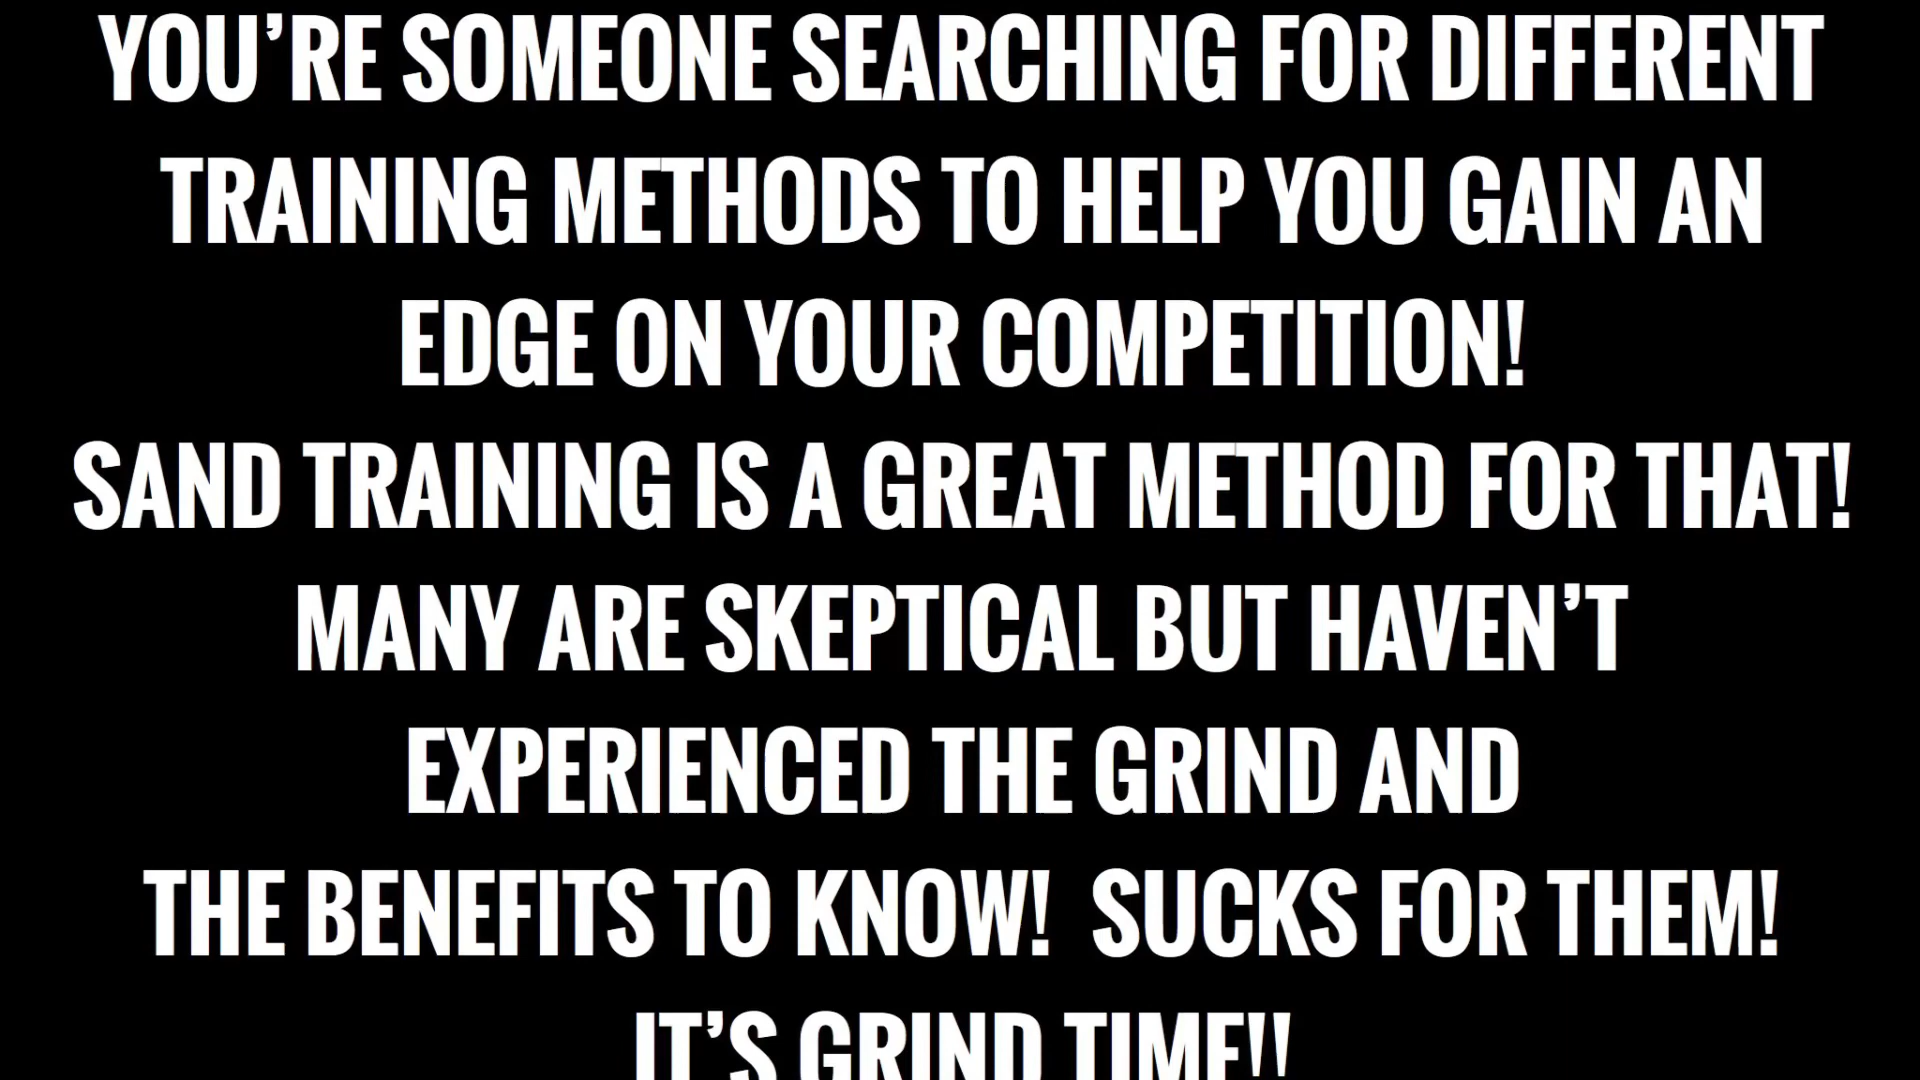 YOU’RE SOMEONE SEARCHING FOR DIFFERENT
TRAINING METHODS TO HELP YOU GAIN AN
EDGE ON YOUR COMPETITION!
SAND TRAINING IS A GREAT METHOD FOR THAT!
MANY ARE SKEPTICAL BUT HAVEN’T
EXPERIENCED THE GRIND AND
THE BENEFITS TO KNOW!  SUCKS FOR THEM!
IT’S GRIND TIME!!